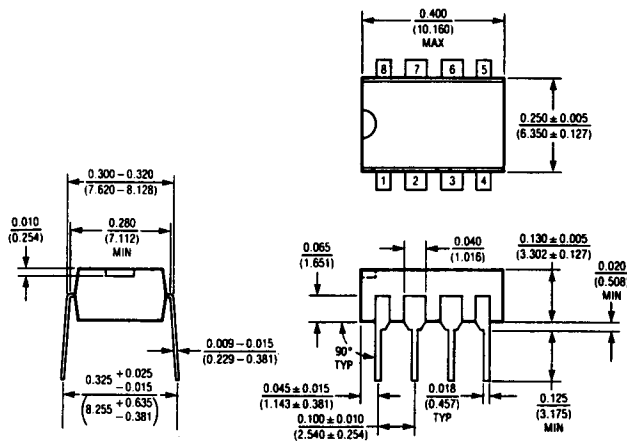 0.400
(10.160)
MAX
8 7 6 5
0.250 ± 0.005
(6.350 ± 0.127)
1 2 3 4
0.300 – 0.320
(7.620 – 8.128)
0.280
(7.112)
MIN
0.010
(0.254)
0.009 – 0.015
(0.229 – 0.381)
0.325 + 0.025
– 0.015
(8.255 + 0.635
– 0.381)
0.065
(1.651)
0.040
(1.016)
0.130 ± 0.005
(3.302 ± 0.127)
0.020
(0.508)
MIN
90°
TYP
0.045 ± 0.015
(1.143 ± 0.381)
0.018
(0.457)
TYP
0.100 ± 0.010
(2.540 ± 0.254)
0.125
(3.175)
MIN